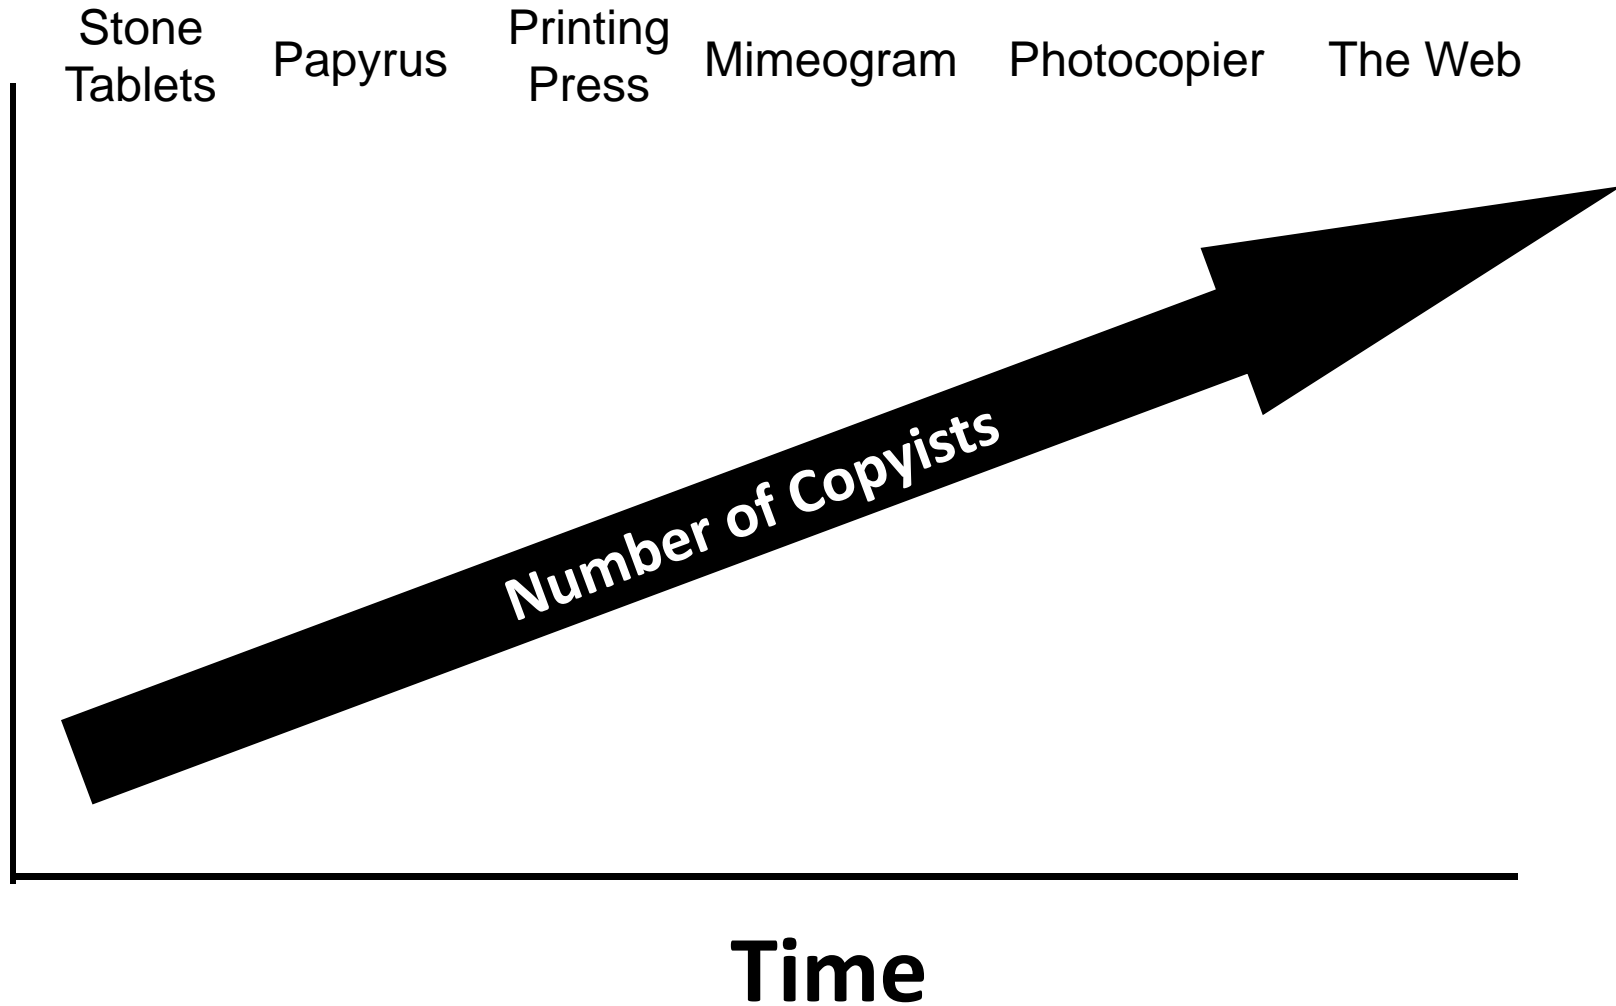 Stone
Tablets
Papyrus
Printing
Press
Mimeogram
Photocopier
The Web
Number of Copyists
Time